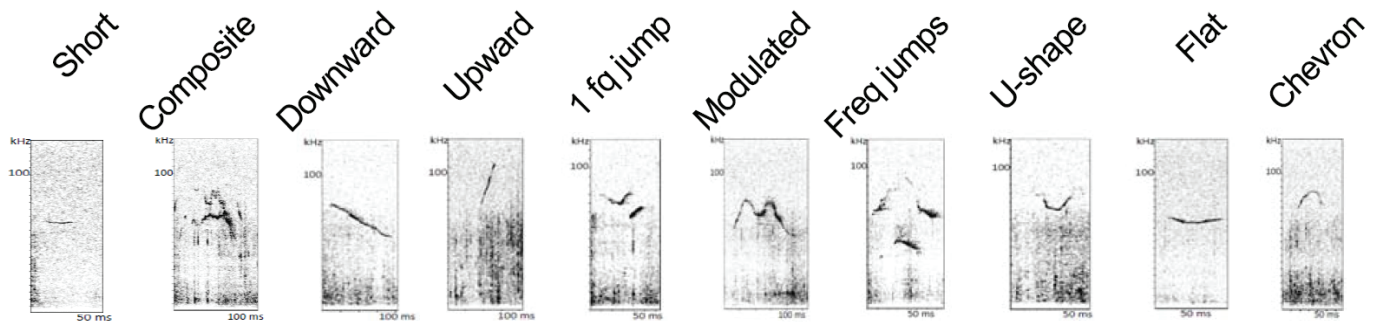 Short
Composite
Downward
Upward
1 fq jump
Modulated
Freq jumps
U-shape
Flat
Chevron
kHz
100
50 ms
kHz
100
100 ms
kHz
100
100 ms
kHz
100
100 ms
kHz
100
50 ms
kHz
100
100 ms
kHz
100
50 ms
kHz
100
50 ms
kHz
100
50 ms
kHz
100
50 ms